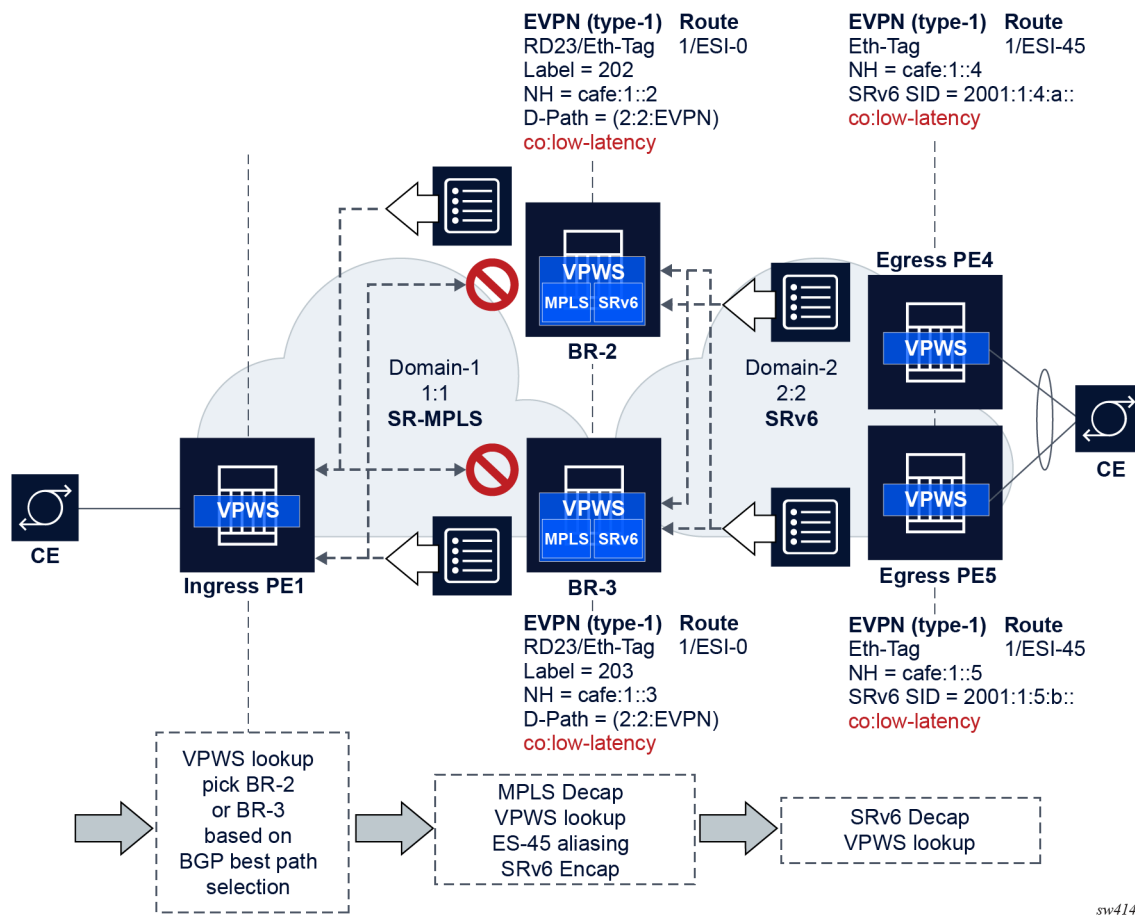 EVPN (type-1) Route
RD23/Eth-Tag 1/ESI-0
Label = 202
NH = cafe:1::2
D-Path = (2:2:EVPN)
co:low-latency
EVPN (type-1) Route
Eth-Tag 1/ESI-45
NH = cafe:1::4
SRv6 SID = 2001:1:4:a::
co:low-latency
VPWS
MPLS SRv6
BR-2
Egress PE4
VPWS
Domain-1
1:1
SR-MPLS
Domain-2
2:2
SRv6
CE
VPWS
Ingress PE1
CE
VPWS
MPLS SRv6
BR-3
VPWS
Egress PE5
EVPN (type-1) Route
RD23/Eth-Tag 1/ESI-0
Label = 203
NH = cafe:1::3
D-Path = (2:2:EVPN)
co:low-latency
EVPN (type-1) Route
Eth-Tag 1/ESI-45
NH = cafe:1::5
SRv6 SID = 2001:1:5:b::
co:low-latency
VPWS lookup
pick BR-2
or BR-3
based on
BGP best path
selection
MPLS Decap
VPWS lookup
ES-45 aliasing
SRv6 Encap
SRv6 Decap
VPWS lookup
sw414